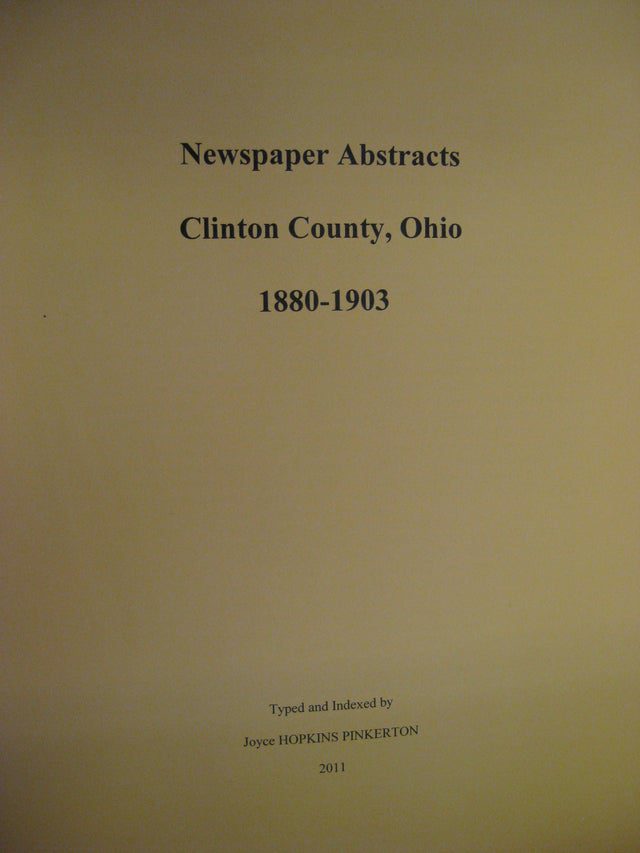 Newspaper Abstracts
Clinton County, Ohio
1880-1903
Typed and Indexed by
Joyce HOPKINS PINKERTON
2011